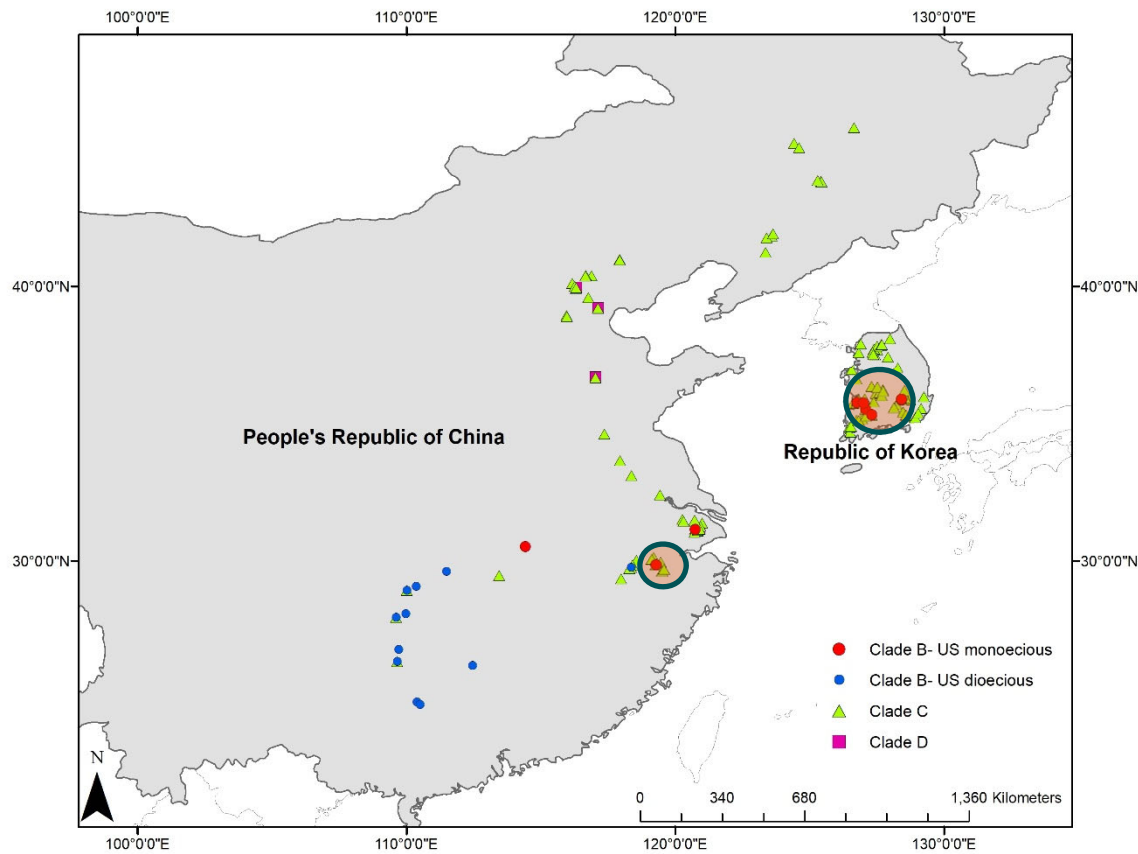 100°0'0"E 110°0'0"E 120°0'0"E 130°0'0"E
40°0'0"N 40°0'0"N
People's Republic of China
Republic of Korea
30°0'0"N 30°0'0"N
Clade B- US monoecious
Clade B- US dioecious
Clade C
Clade D
N
0 340 680 1,360 Kilometers
100°0'0"E 110°0'0"E 120°0'0"E 130°0'0"E